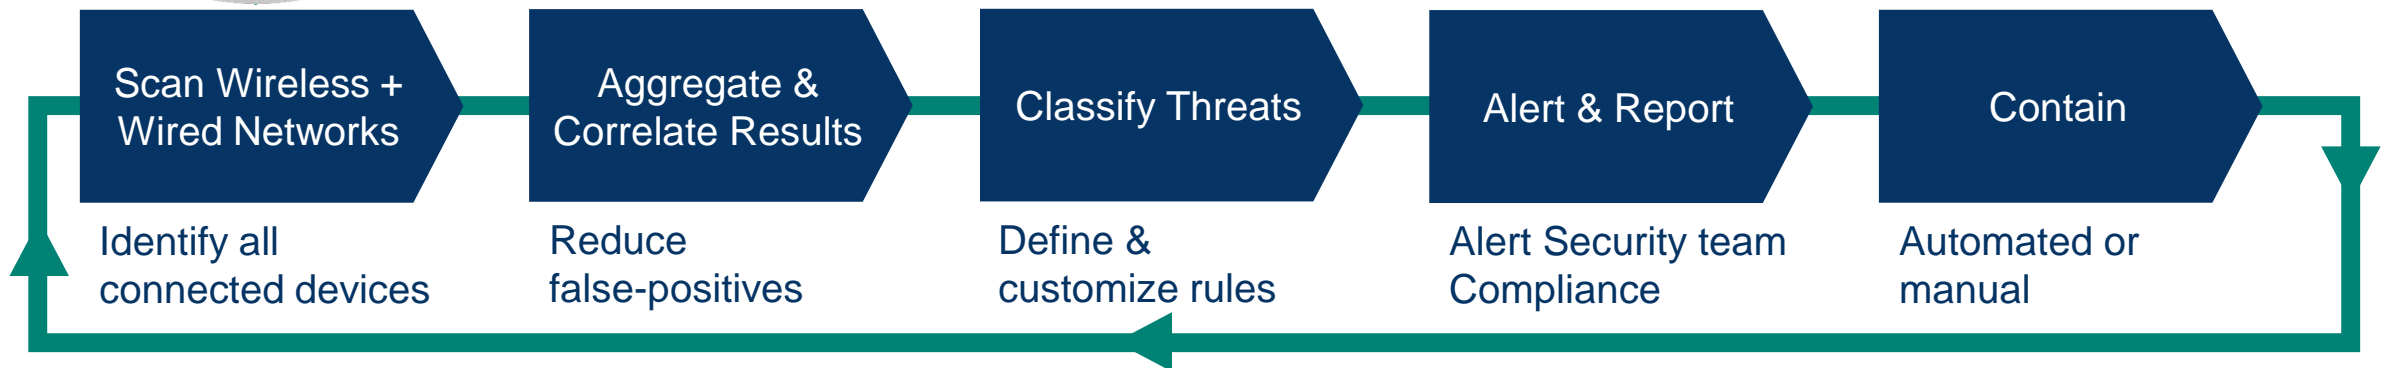 Scan Wireless +
Wired Networks
Aggregate &
Correlate Results
Classify Threats
Alert & Report
Contain
Identify all
connected devices
Reduce
false-positives
Define &
customize rules
Alert Security team
Compliance
Automated or
manual